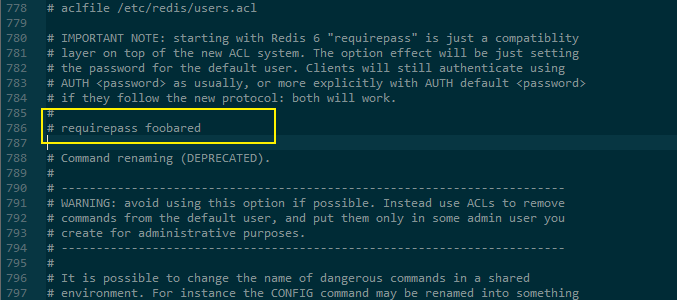 778 # aclfile /etc/redis/users.acl
779
780 # IMPORTANT NOTE: starting with Redis 6 "requirepass" is just a compatiblity
781 # layer on top of the new ACL system. The option effect will be just setting
782 # the password for the default user. Clients will still authenticate using
783 # AUTH <password> as usually, or more explicitly with AUTH default <password>
784 # if they follow the new protocol: both will work.
785 #
786 # requirepass foobared
787
788 # Command renaming (DEPRECATED).
789 #
790 # ------------------------------------------------------------------------
791 # WARNING: avoid using this option if possible. Instead use ACLs to remove
792 # commands from the default user, and put them only in some admin user you
793 # create for administrative purposes.
794 # ------------------------------------------------------------------------
795 #
796 # It is possible to change the name of dangerous commands in a shared
797 # environment. For instance the CONFIG command may be renamed into something